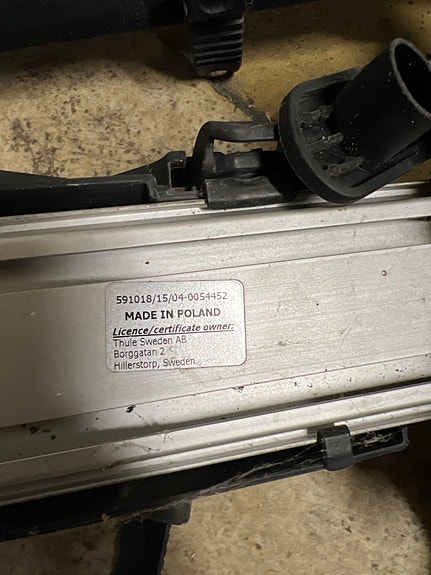 591018/15/04-0054452
MADE IN POLAND
Licence/certificate owner:
Thule Sweden AB
Borggatan 2
Hillerstorp, Sweden